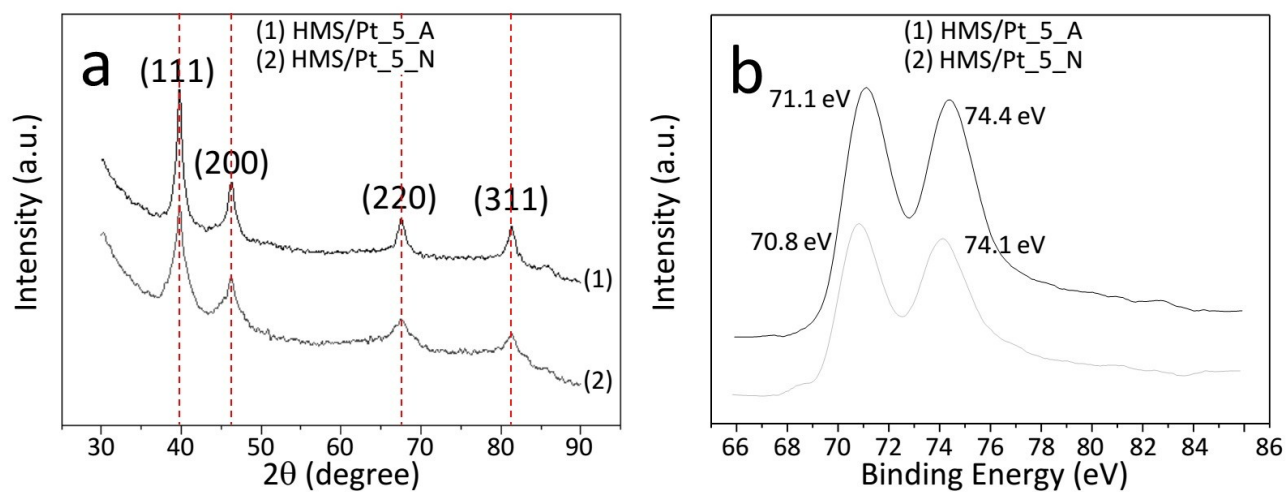 a
(1) HMS/Pt_5_A
(2) HMS/Pt_5_N
(111)
(200)
(220)
(311)
(1)
(2)
Intensity (a.u.)
30 40 50 60 70 80 90
2θ (degree)
b
(1) HMS/Pt_5_A
(2) HMS/Pt_5_N
71.1 eV
74.4 eV
70.8 eV
74.1 eV
Intensity (a.u.)
66 68 70 72 74 76 78 80 82 84 86
Binding Energy (eV)